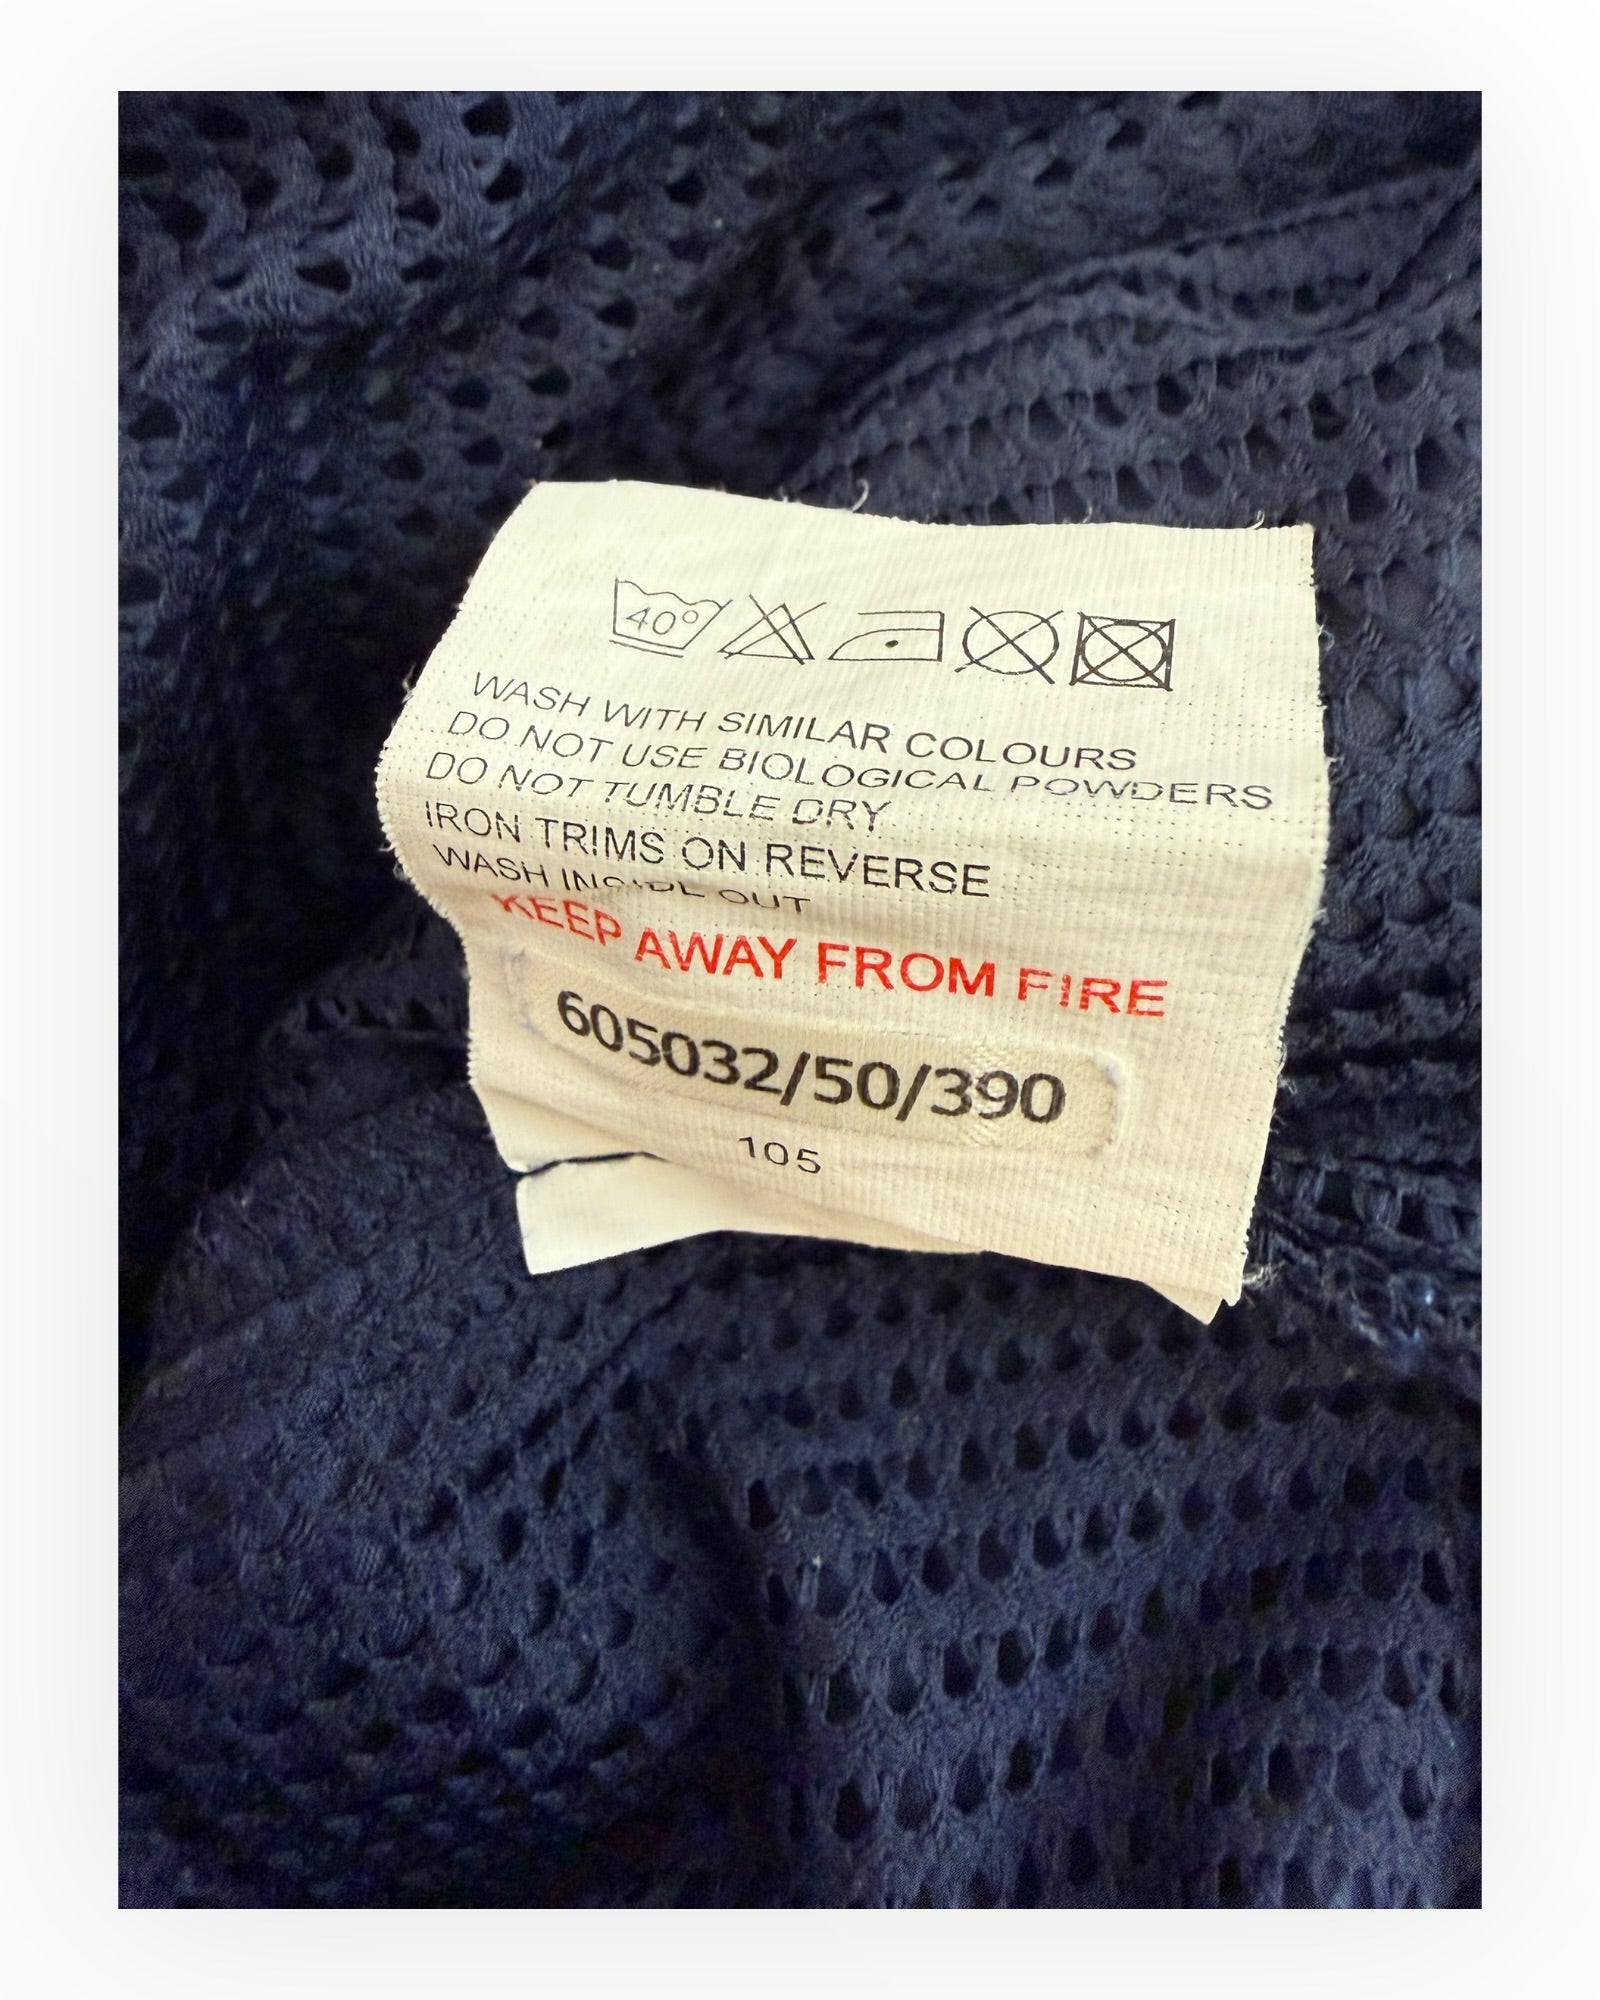 40°
WASH WITH SIMILAR COLOURS
DO NOT USE BIOLOGICAL POWDERS
DO NOT TUMBLE DRY
IRON TRIMS ON REVERSE
WASH INSIDE OUT
KEEP AWAY FROM FIRE
605032/50/390
105